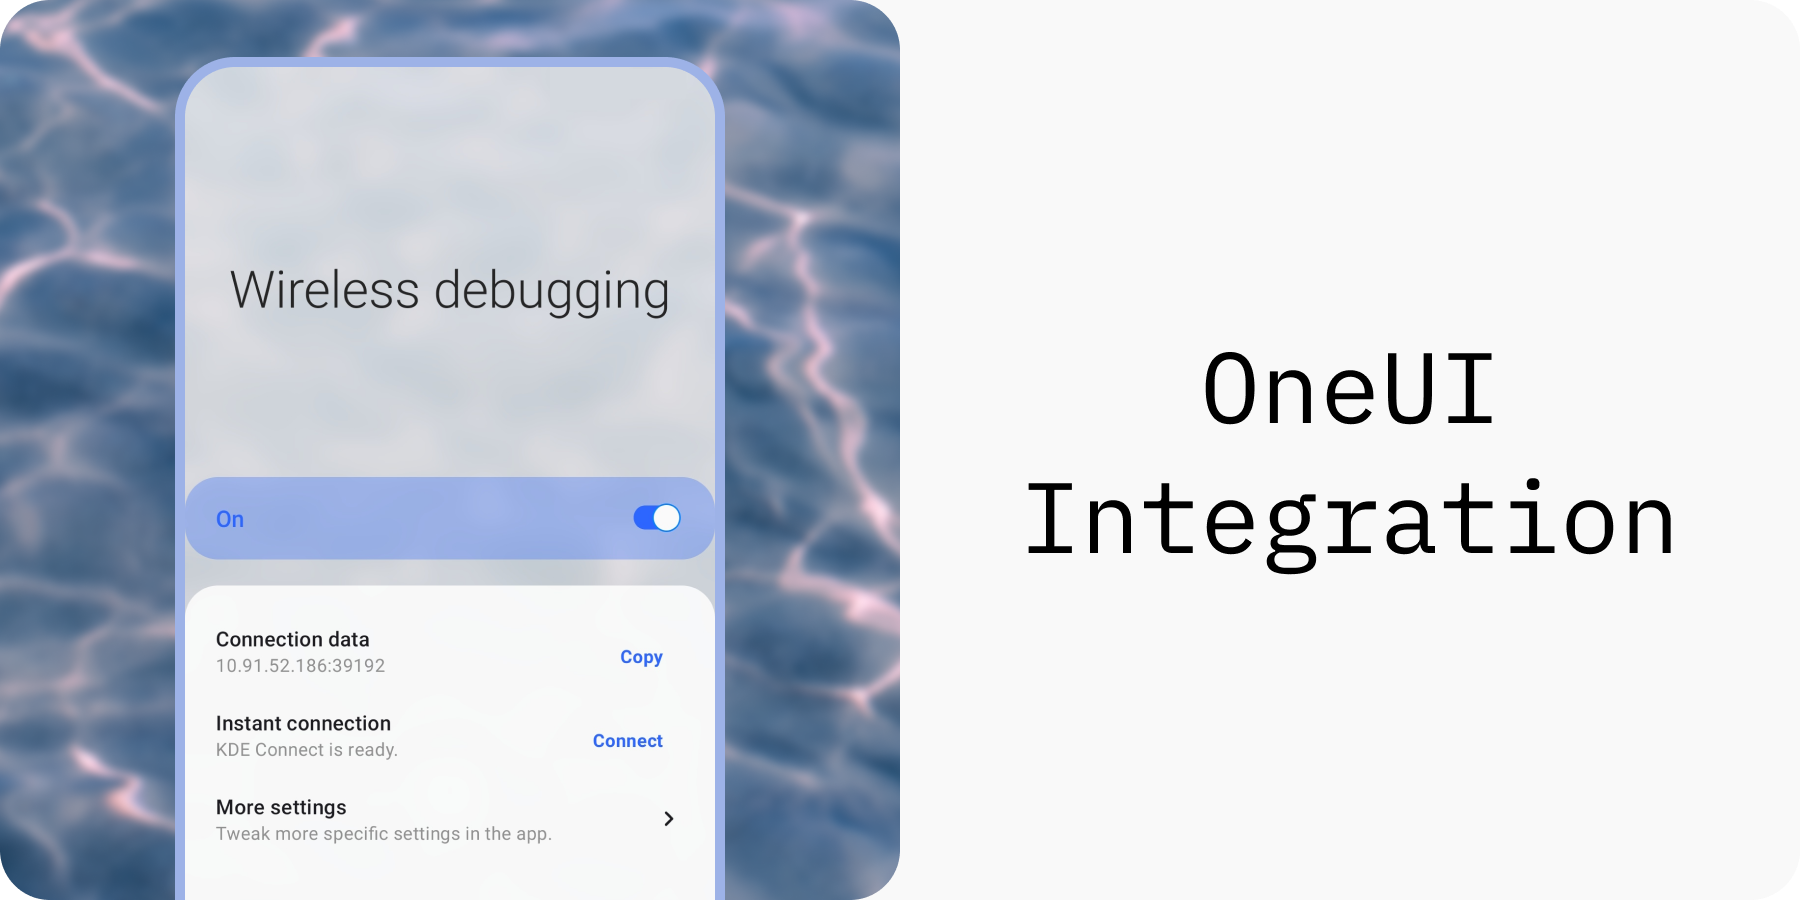 Wireless debugging
On
Connection data
10.91.52.186:39192
Copy
Instant connection
KDE Connect is ready.
Connect
More settings
Tweak more specific settings in the app.
OneUI
Integration